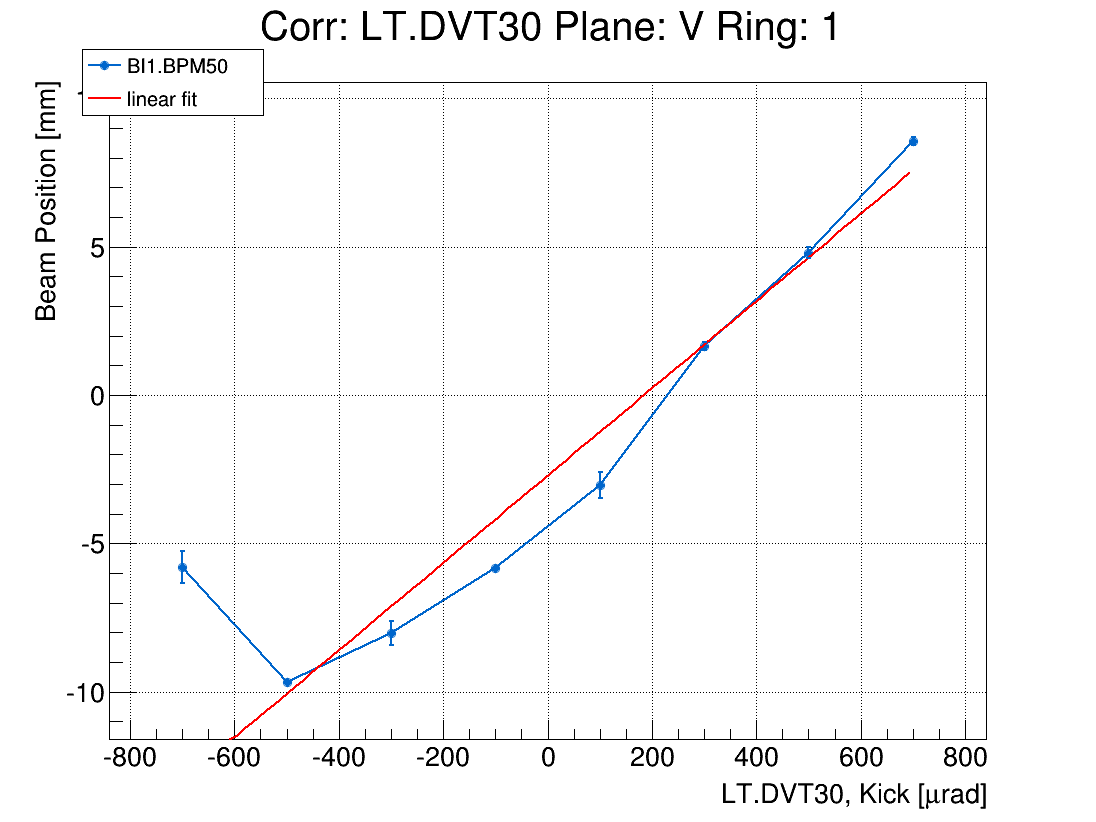 Corr: LT.DVT30 Plane: V Ring: 1
BI1.BPM50
linear fit
Beam Position [mm]
5
0
-5
-10
-800 -600 -400 -200 0 200 400 600 800
LT.DVT30, Kick [μrad]